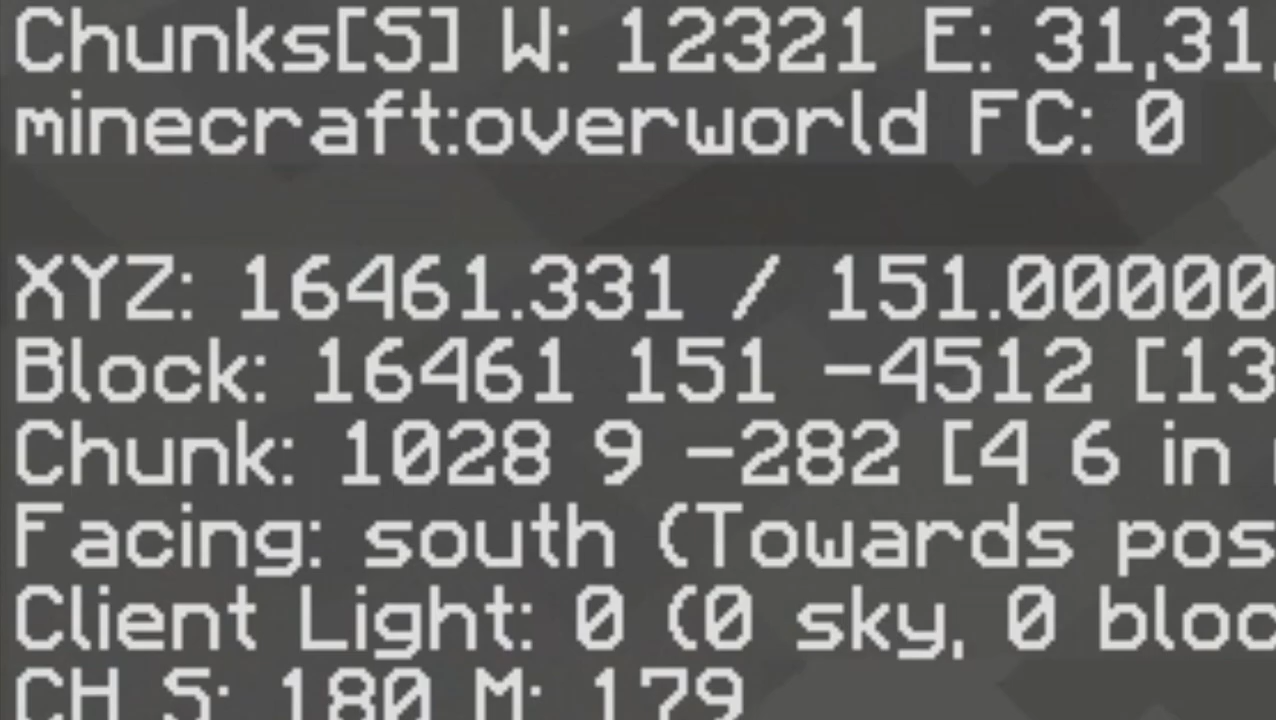 Chunks[S] W: 12321 E: 31,31,
minecraft:overworld FC: 0
XYZ: 16461.331 / 151.00000
Block: 16461 151 -4512 [13
Chunk: 1028 9 -282 [4 6 in
Facing: south (Towards pos
Client Light: 0 (0 sky, 0 bloc
CH S: 180 M: 179